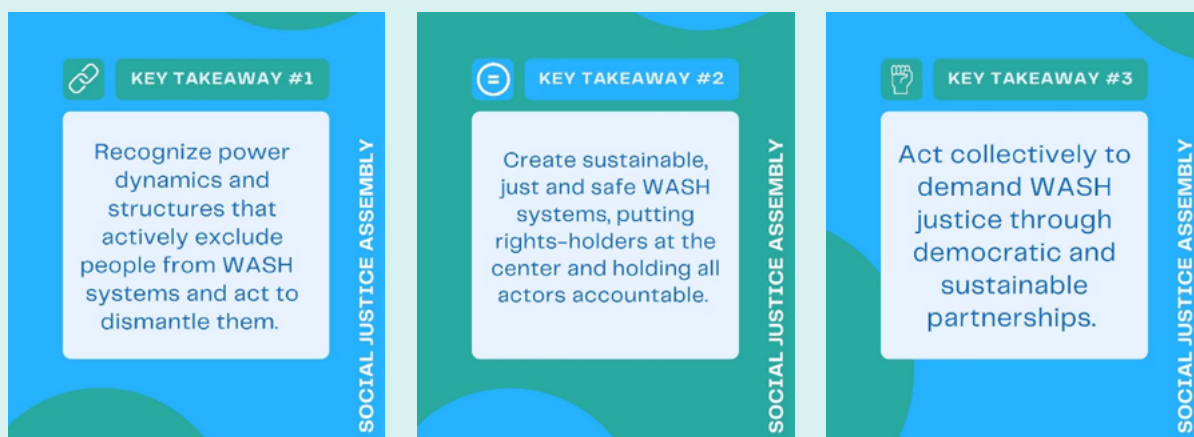 KEY TAKEAWAY #1
Recognize power
dynamics and
structures that
actively exclude
people from WASH
systems and act to
dismantle them.
SOCIAL JUSTICE ASSEMBLY
KEY TAKEAWAY #2
Create sustainable,
just and safe WASH
systems, putting
rights-holders at the
center and holding all
actors accountable.
SOCIAL JUSTICE ASSEMBLY
KEY TAKEAWAY #3
Act collectively to
demand WASH
justice through
democratic and
sustainable
partnerships.
SOCIAL JUSTICE ASSEMBLY